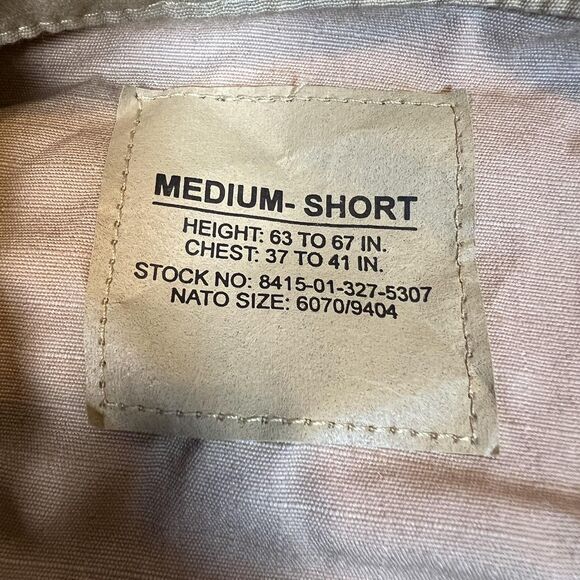 MEDIUM- SHORT
HEIGHT: 63 TO 67 IN.
CHEST: 37 TO 41 IN.
STOCK NO: 8415-01-327-5307
NATO SIZE: 6070/9404